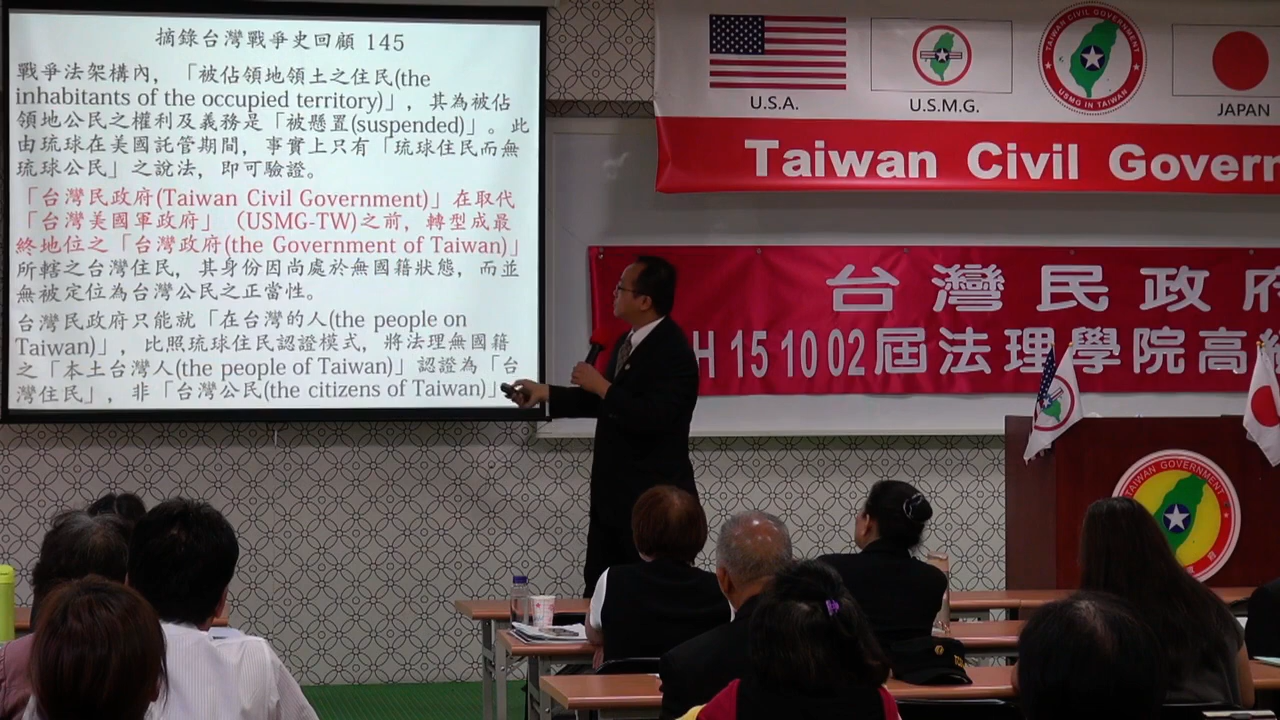 摘錄台灣戰爭史回顧 145
戰爭法架構內，「被佔領地領土之住民(the
inhabitants of the occupied territory)」，其為被佔
領地公民之權利及義務是「被懸置(suspended)」。此
由琉球在美國託管期間，事實上只有「琉球住民而無
琉球公民」之說法，即可驗證。
「台灣民政府(Taiwan Civil Government)」在取代
「台灣美國軍政府」（USMG-TW)之前，轉型成最
終地位之「台灣政府(the Government of Taiwan)」
所轄之台灣住民，其身份因尚處於無國籍狀態，而並
無被定位為台灣公民之正當性。
台灣民政府只能就「在台灣的人(the people on
Taiwan)」，比照琉球住民認證模式，將法理無國籍
之「本土台灣人(the people of Taiwan)」認證為「台
灣住民」，非「台灣公民(the citizens of Taiwan)」
U.S.A.
U.S.M.G.
TAIWAN CIVIL GOVERNMENT
USMG IN TAIWAN
JAPAN
Taiwan Civil Govern
台灣民政府
H 15 10 02屆法理學院高
TAIWAN GOVERNMENT
府